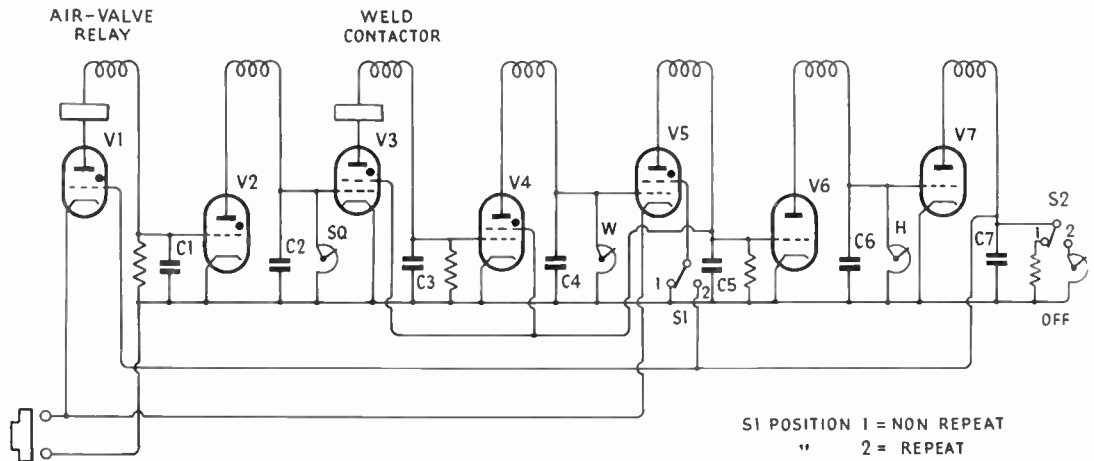 AIR-VALVE
RELAY
WELD
CONTACTOR
V1
V2
V3
V4
V5
V6
V7
SQ
W
H
S2
C1
C2
C3
C4
C5
C6
C7
1
2
S1
1
2
OFF
S1 POSITION 1 = NON REPEAT
" 2 = REPEAT